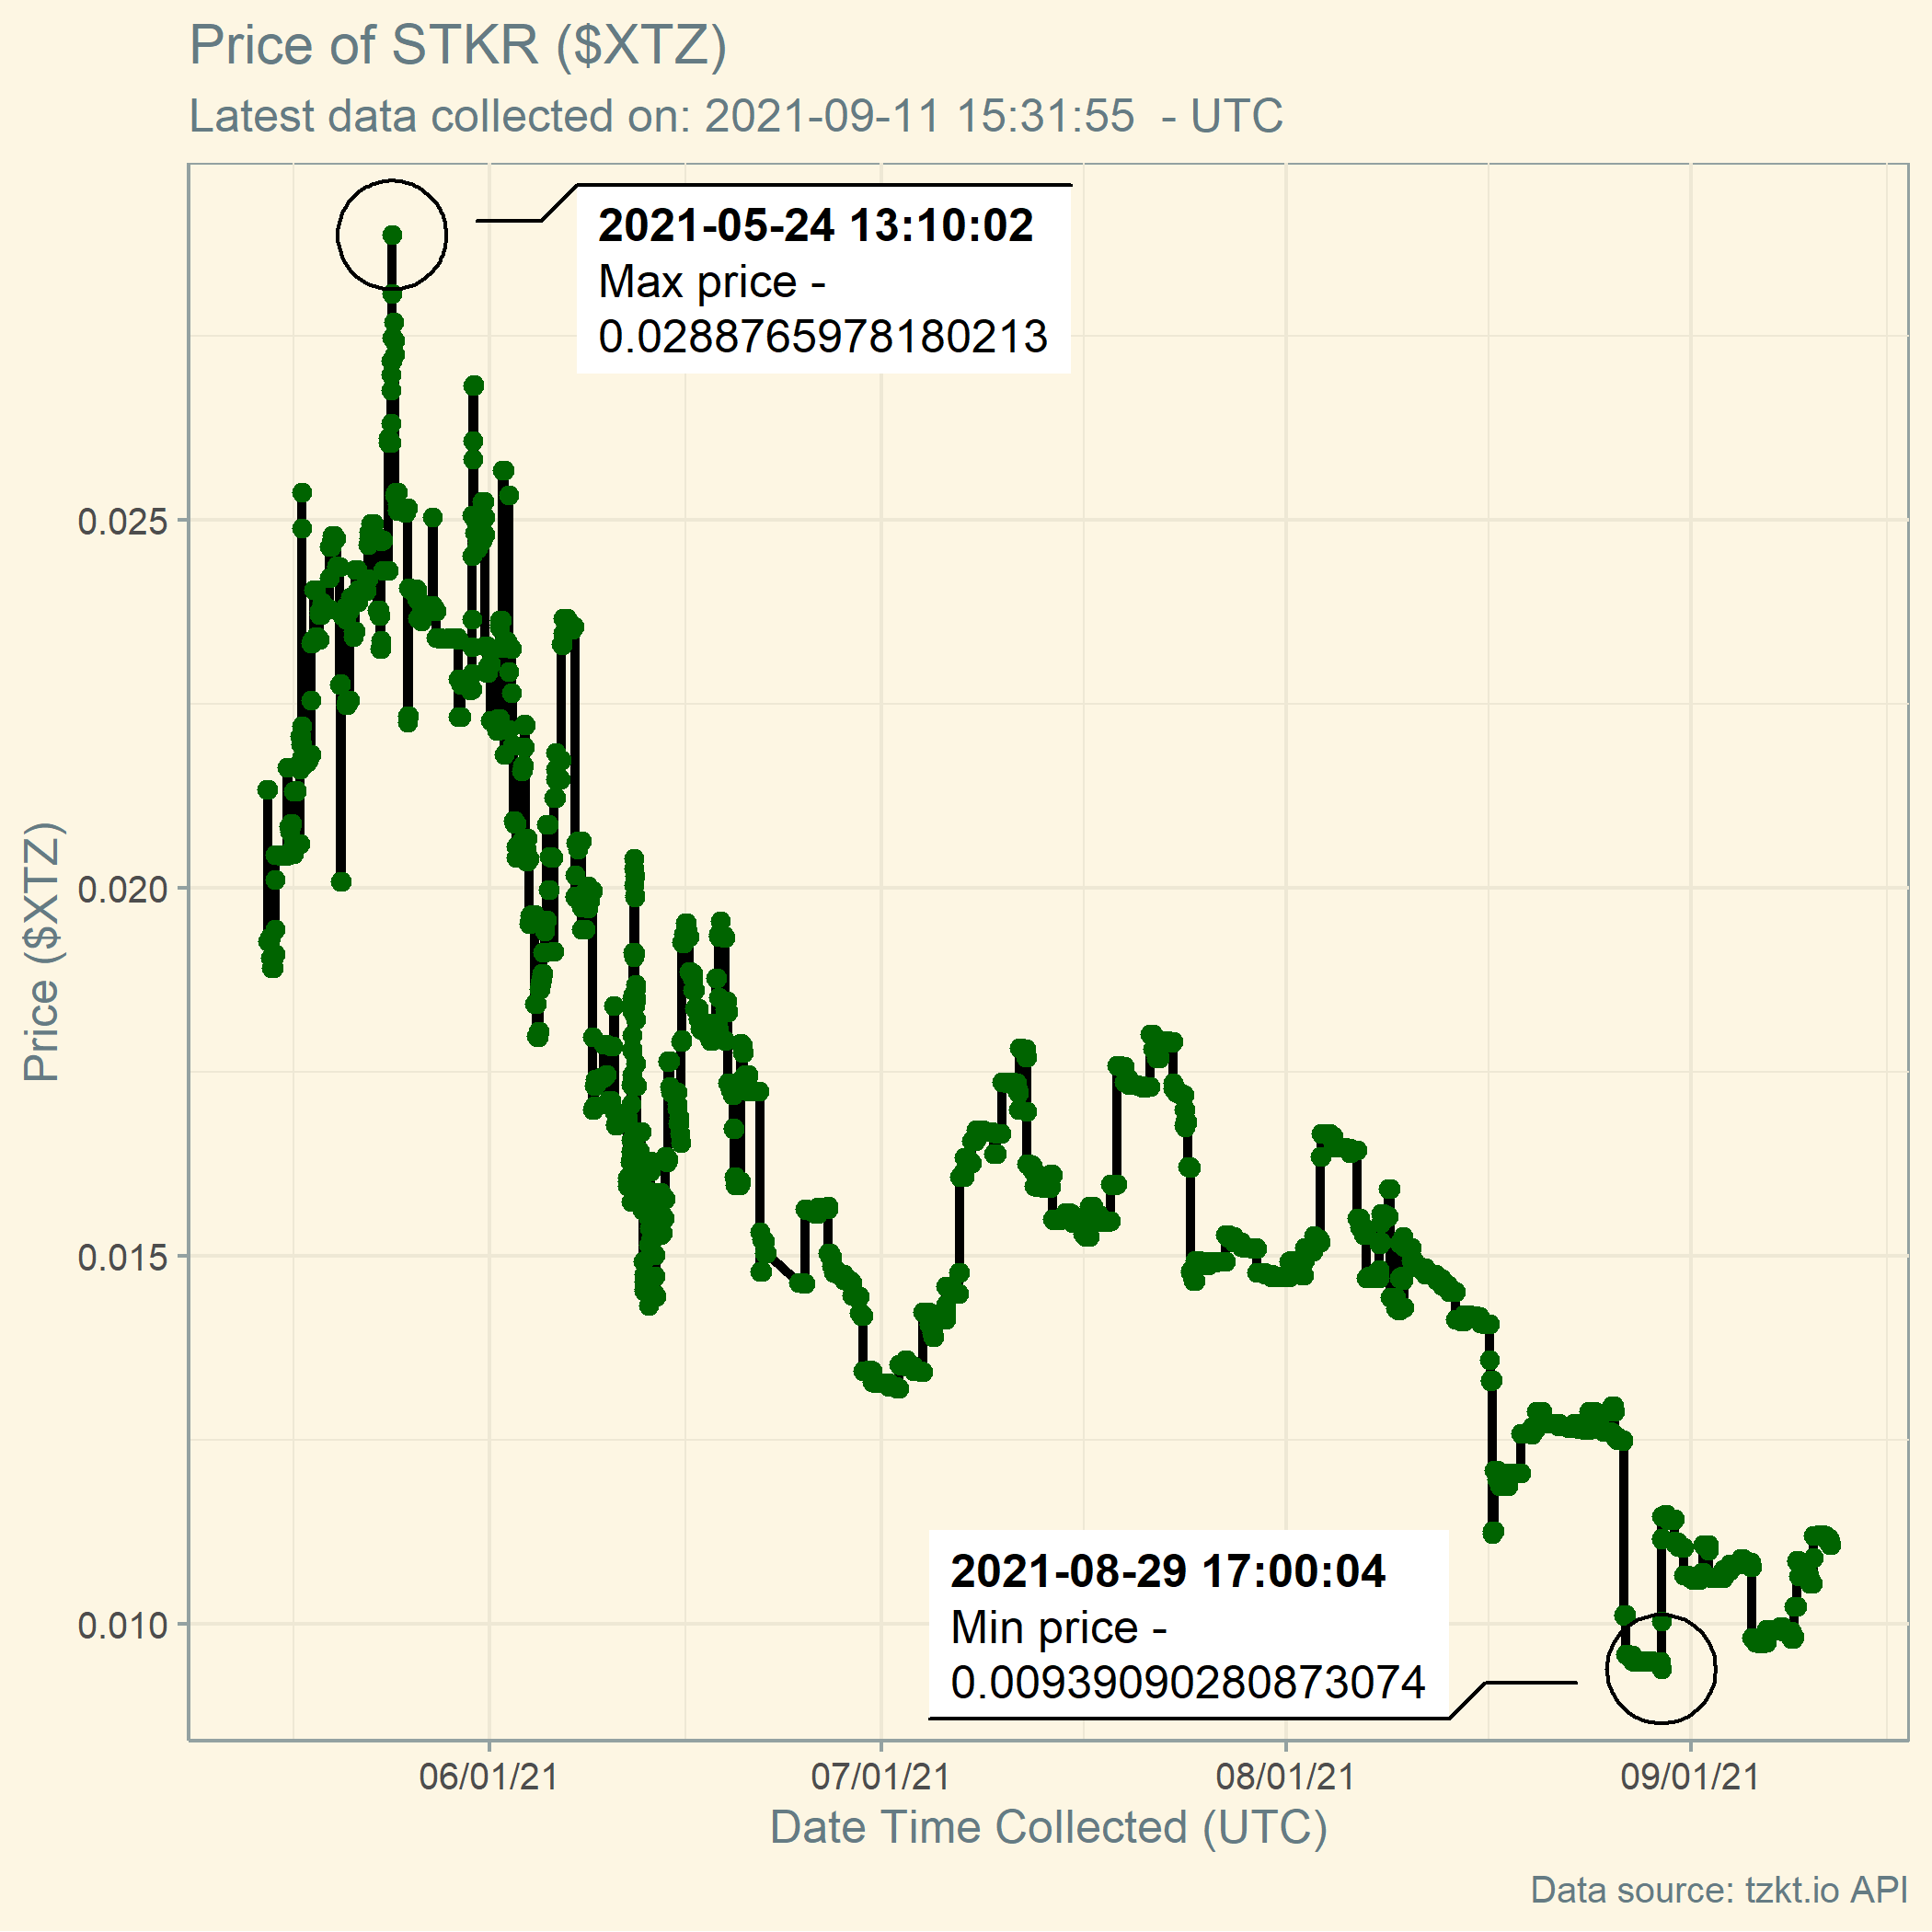 Price of STKR ($XTZ)
Latest data collected on: 2021-09-11 15:31:55  - UTC
2021-05-24 13:10:02
Max price -
0.0288765978180213
0.025
0.020
0.015
0.010
Price ($XTZ)
2021-08-29 17:00:04
Min price -
0.00939090280873074
06/01/21
07/01/21
08/01/21
09/01/21
Date Time Collected (UTC)
Data source: tzkt.io API